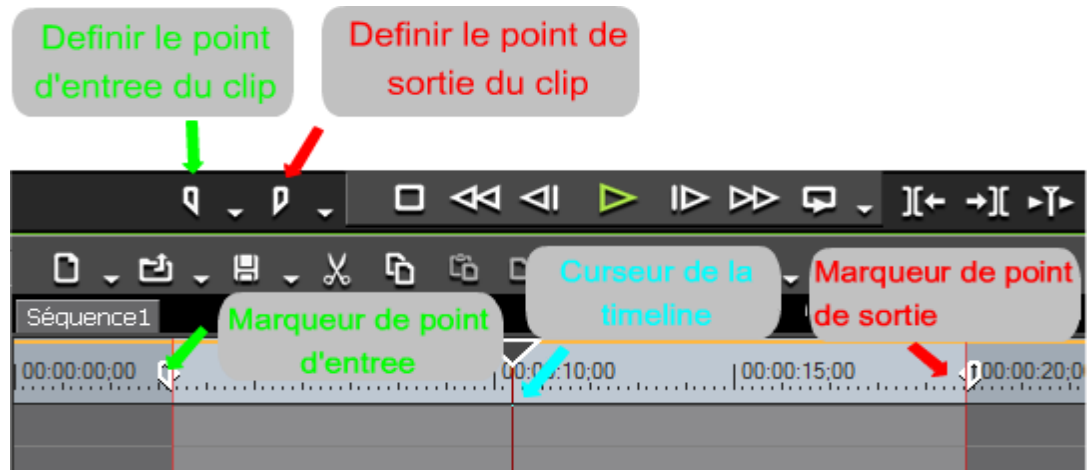 Definir le point
d'entree du clip
Definir le point de
sortie du clip
Séquence1
Marqueur de point
d'entree
Curseur de la
timeline
Marqueur de point
de sortie
00:00:00;00
00:00:10;00
00:00:15;00
00:00:20;0